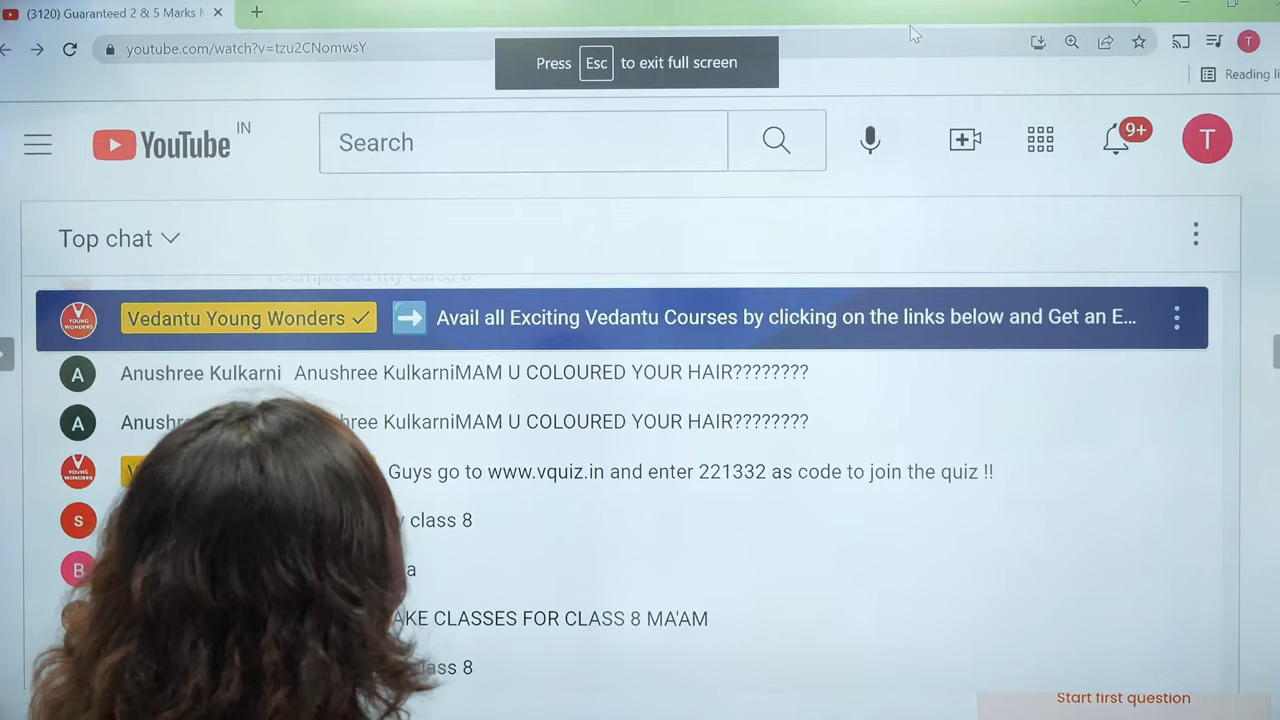 (3120) Guaranteed 2 & 5 Marks
youtube.com/watch?v=tzu2CNomwsY
Press Esc to exit full screen
Reading li
YouTube IN
Search
9+
T
Top chat
YOUNG WONDERS
Vedantu Young Wonders ✓ ➡ Avail all Exciting Vedantu Courses by clicking on the links below and Get an E...
A Anushree Kulkarni Anushree KulkarniMAM U COLOURED YOUR HAIR????????
A Anushr hree KulkarniMAM U COLOURED YOUR HAIR????????
YOUNG WONDERS V Guys go to www.vquiz.in and enter 221332 as code to join the quiz !!
S y class 8
B a
AKE CLASSES FOR CLASS 8 MA'AM
lass 8
Start first question